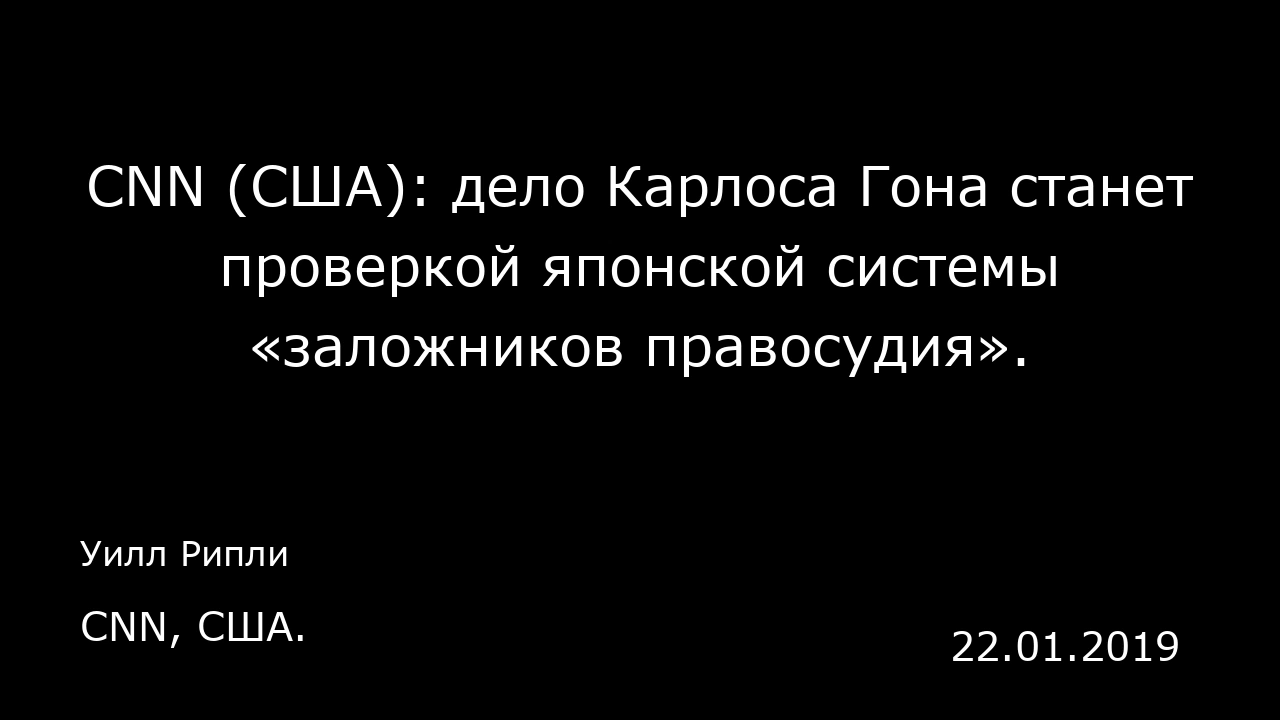 CNN (США): дело Карлоса Гона станет
проверкой японской системы
«заложников правосудия».
Уилл Рипли
CNN, США.
22.01.2019